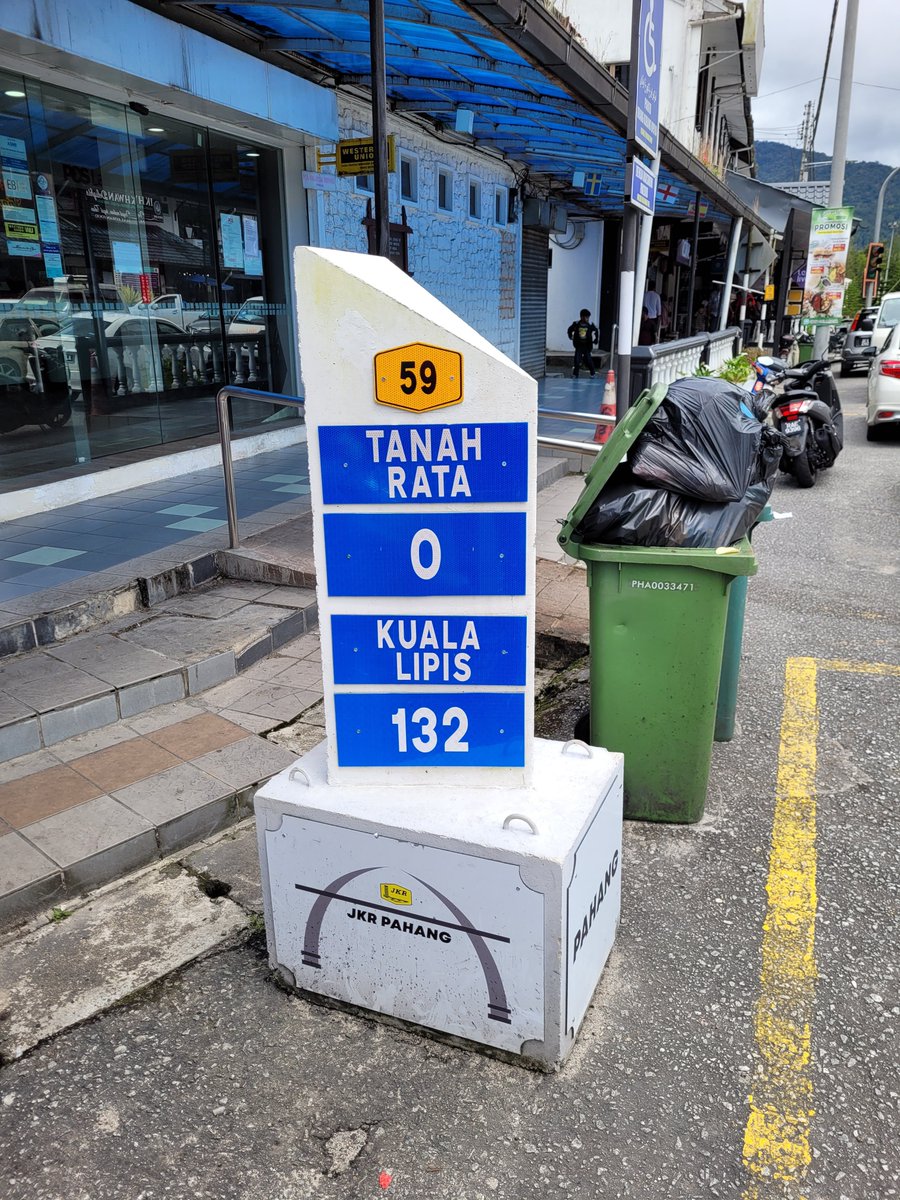 59
TANAH
RATA
0
KUALA
LIPIS
132
JKR
JKR PAHANG
PAHANG
PHA0033471
WESTERN
UNION
PROMOSI